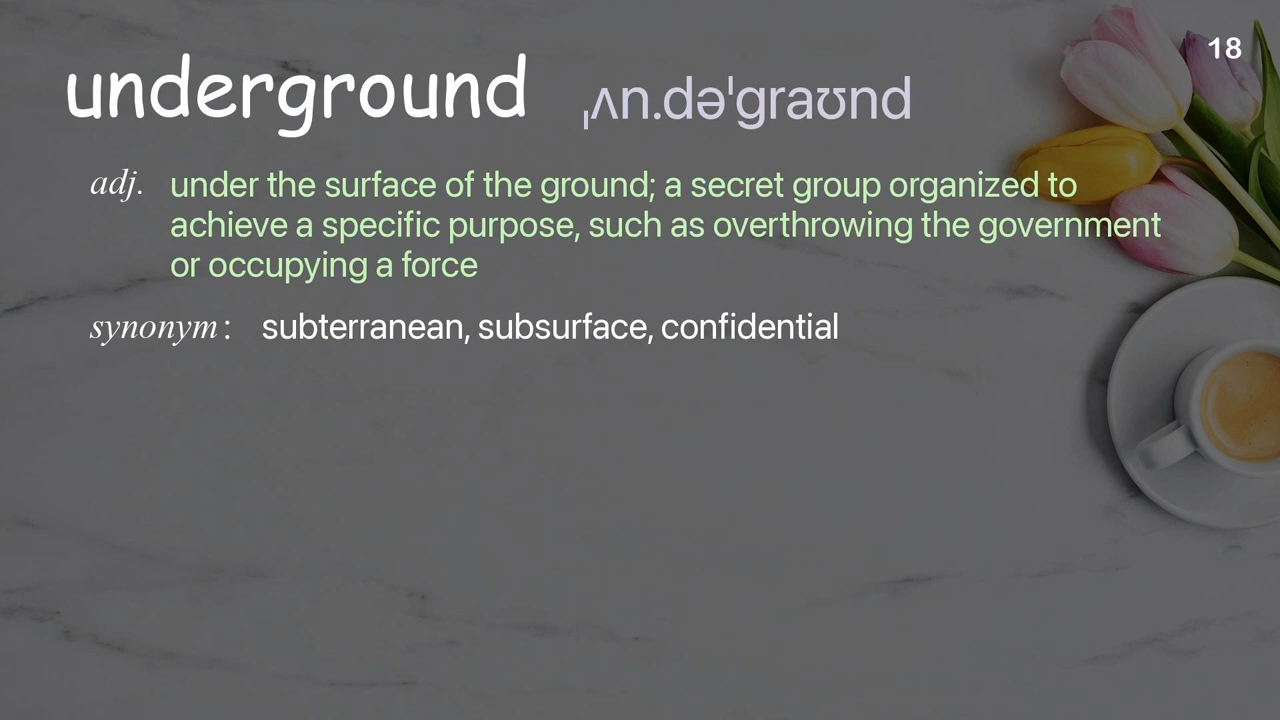 18
underground ˌʌn.dəˈgraʊnd
adj. under the surface of the ground; a secret group organized to
achieve a specific purpose, such as overthrowing the government
or occupying a force
synonym: subterranean, subsurface, confidential